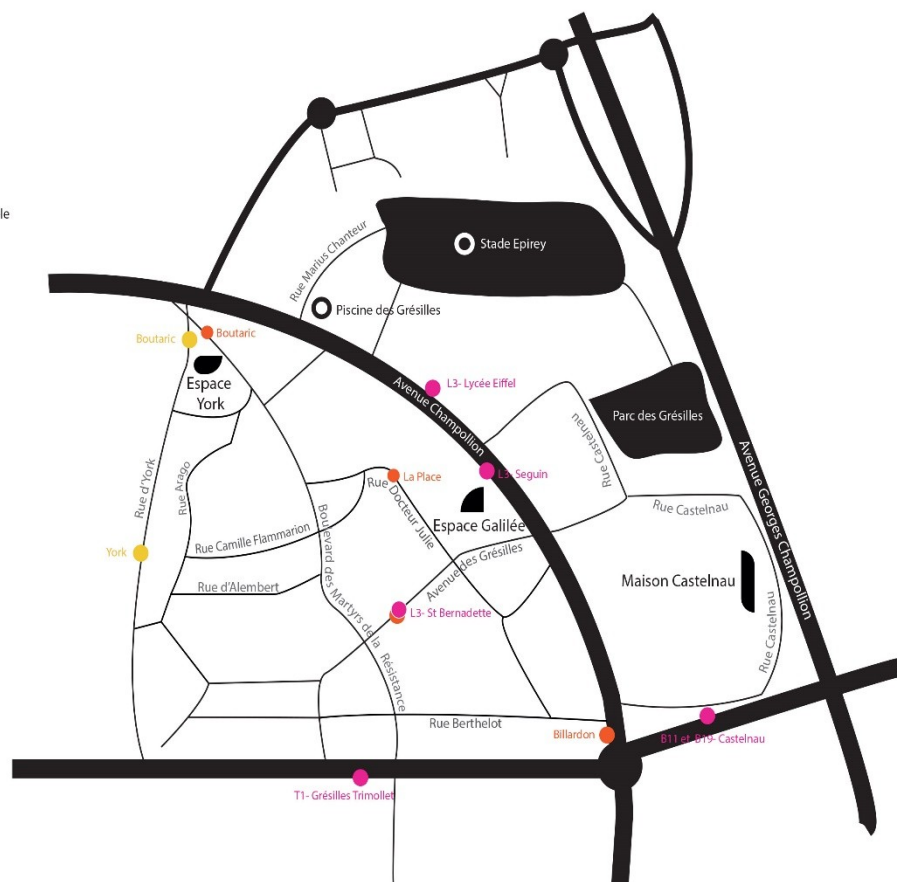 le
Rue Marius Chanteur
Stade Epirey
Piscine des Grésilles
Boutaric
Boutaric
Espace
York
L3- Lycée Eiffel
Avenue Champollion
Parc des Grésilles
Rue Castelnau
L3- Seguin
La Place
Rue Docteur Julie
Espace Galilée
Rue Castelnau
Avenue Georges Champollion
Rue d'York
Rue Arago
Boulevard des Martyrs de la Résistance
Rue Camille Flammarion
York
Avenue des Grésilles
Rue d'Alembert
Maison Castelnau
Rue Castelnau
L3- St Bernadette
Rue Berthelot
Billardon
B11 et B19- Castelnau
T1- Grésilles Trimollet